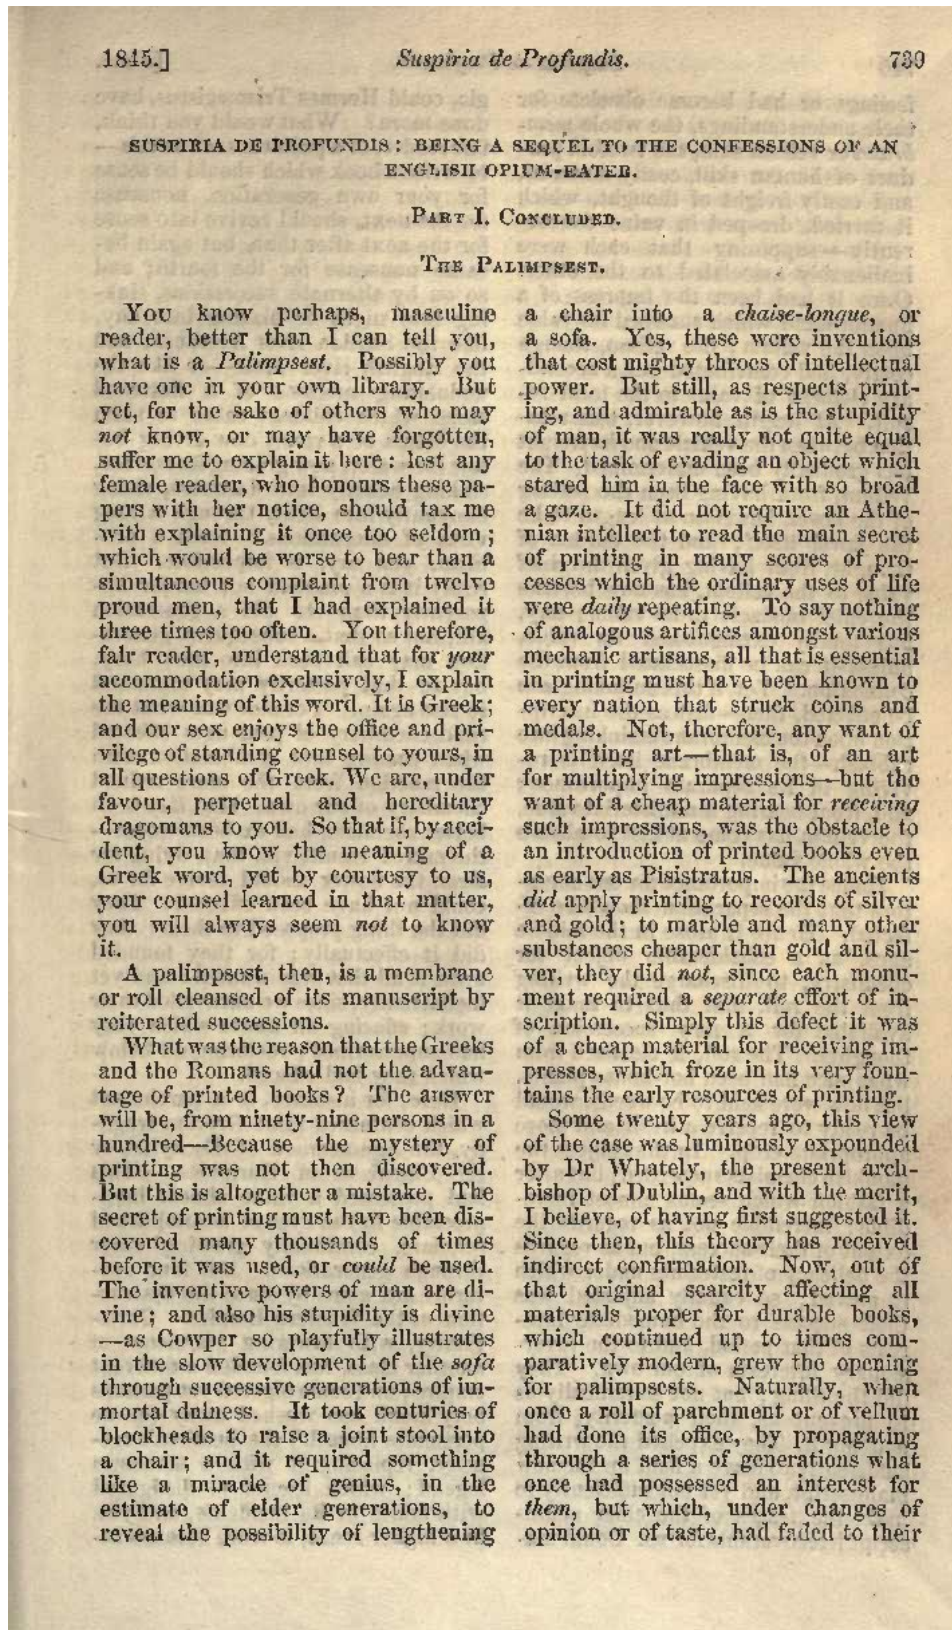 1845.] Suspiria de Profundis. 739
SUSPIRIA DE PROFUNDIS: BEING A SEQUEL TO THE CONFESSIONS OF AN
ENGLISH OPIUM-EATER.
PART I. CONCLUDED.
THE PALIMPSEST.
You know perhaps, masculine
reader, better than I can tell you,
what is a Palimpsest. Possibly you
have one in your own library. But
yet, for the sake of others who may
not know, or may have forgotten,
suffer me to explain it here: lest any
female reader, who honours these pa-
pers with her notice, should tax me
with explaining it once too seldom;
which would be worse to bear than a
simultaneous complaint from twelve
proud men, that I had explained it
three times too often. You therefore,
fair reader, understand that for your
accommodation exclusively, I explain
the meaning of this word. It is Greek;
and our sex enjoys the office and pri-
vilege of standing counsel to yours, in
all questions of Greek. We are, under
favour, perpetual and hereditary
dragomans to you. So that if, by acci-
dent, you know the meaning of a
Greek word, yet by courtesy to us,
your counsel learned in that matter,
you will always seem not to know
it.
A palimpsest, then, is a membrane
or roll cleansed of its manuscript by
reiterated successions.
What was the reason that the Greeks
and the Romans had not the advan-
tage of printed books? The answer
will be, from ninety-nine persons in a
hundred—Because the mystery of
printing was not then discovered.
But this is altogether a mistake. The
secret of printing must have been dis-
covered many thousands of times
before it was used, or could be used.
The inventive powers of man are di-
vine; and also his stupidity is divine
—as Cowper so playfully illustrates
in the slow development of the sofa
through successive generations of im-
mortal dulness. It took centuries of
blockheads to raise a joint stool into
a chair; and it required something
like a miracle of genius, in the
estimate of elder generations, to
reveal the possibility of lengthening
a chair into a chaise-longue, or
a sofa. Yes, these were inventions
that cost mighty throes of intellectual
power. But still, as respects print-
ing, and admirable as is the stupidity
of man, it was really not quite equal
to the task of evading an object which
stared him in the face with so broad
a gaze. It did not require an Athe-
nian intellect to read the main secret
of printing in many scores of pro-
cesses which the ordinary uses of life
were daily repeating. To say nothing
of analogous artifices amongst various
mechanic artisans, all that is essential
in printing must have been known to
every nation that struck coins and
medals. Not, therefore, any want of
a printing art—that is, of an art
for multiplying impressions—but the
want of a cheap material for receiving
such impressions, was the obstacle to
an introduction of printed books even
as early as Pisistratus. The ancients
did apply printing to records of silver
and gold; to marble and many other
substances cheaper than gold and sil-
ver, they did not, since each monu-
ment required a separate effort of in-
scription. Simply this defect it was
of a cheap material for receiving im-
presses, which froze in its very foun-
tains the early resources of printing.
Some twenty years ago, this view
of the case was luminously expounded
by Dr Whately, the present arch-
bishop of Dublin, and with the merit,
I believe, of having first suggested it.
Since then, this theory has received
indirect confirmation. Now, out of
that original scarcity affecting all
materials proper for durable books,
which continued up to times com-
paratively modern, grew the opening
for palimpsests. Naturally, when
once a roll of parchment or of vellum
had done its office, by propagating
through a series of generations what
once had possessed an interest for
them, but which, under changes of
opinion or of taste, had faded to their